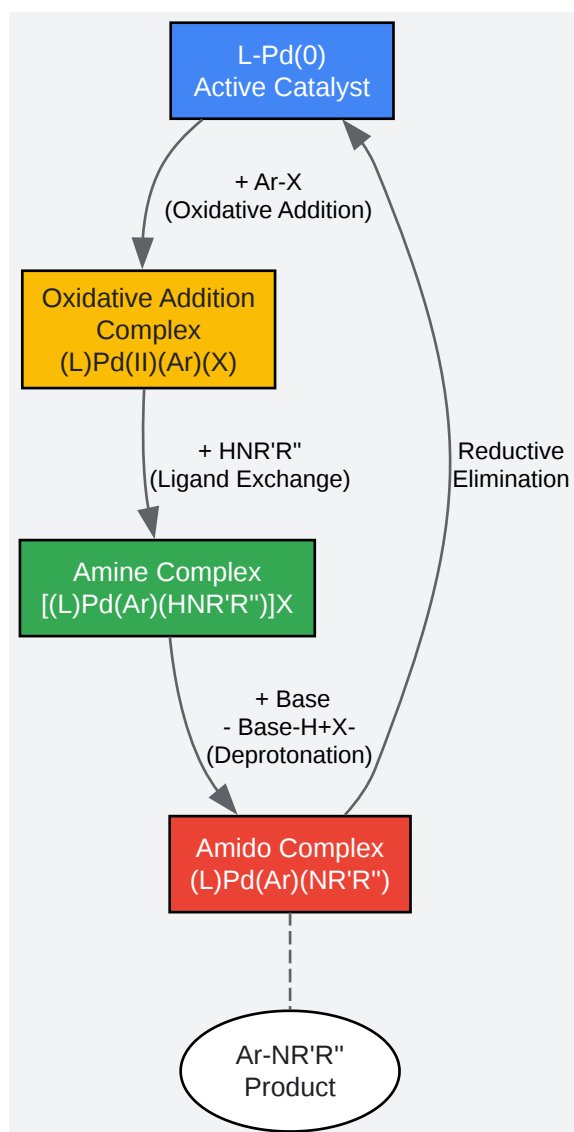 L-Pd(0)
Active Catalyst
+ Ar-X
(Oxidative Addition)
Oxidative Addition
Complex
(L)Pd(II)(Ar)(X)
+ HNR'R"
(Ligand Exchange)
Reductive
Elimination
Amine Complex
[(L)Pd(Ar)(HNR'R")]X
+ Base
- Base-H+X-
(Deprotonation)
Amido Complex
(L)Pd(Ar)(NR'R")
Ar-NR'R"
Product